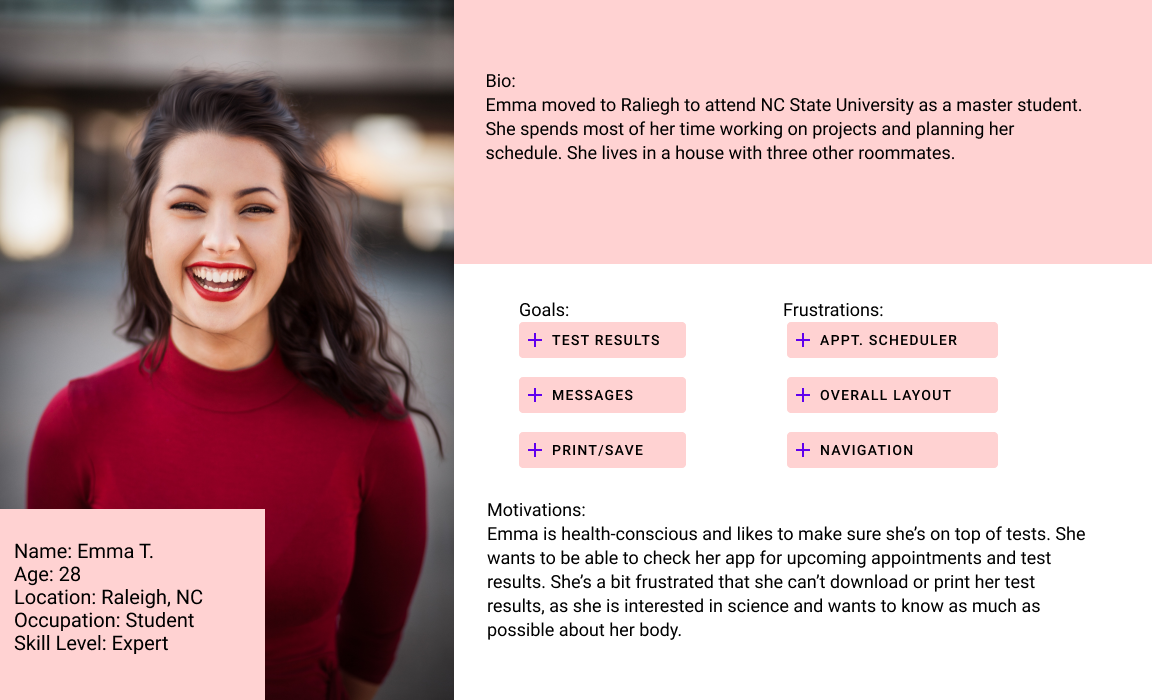 Bio:
Emma moved to Raliegh to attend NC State University as a master student.
She spends most of her time working on projects and planning her
schedule. She lives in a house with three other roommates.
Goals:
TEST RESULTS
MESSAGES
PRINT/SAVE
Frustrations:
APPT. SCHEDULER
OVERALL LAYOUT
NAVIGATION
Motivations:
Emma is health-conscious and likes to make sure she’s on top of tests. She
wants to be able to check her app for upcoming appointments and test
results. She’s a bit frustrated that she can’t download or print her test
results, as she is interested in science and wants to know as much as
possible about her body.
Name: Emma T.
Age: 28
Location: Raleigh, NC
Occupation: Student
Skill Level: Expert